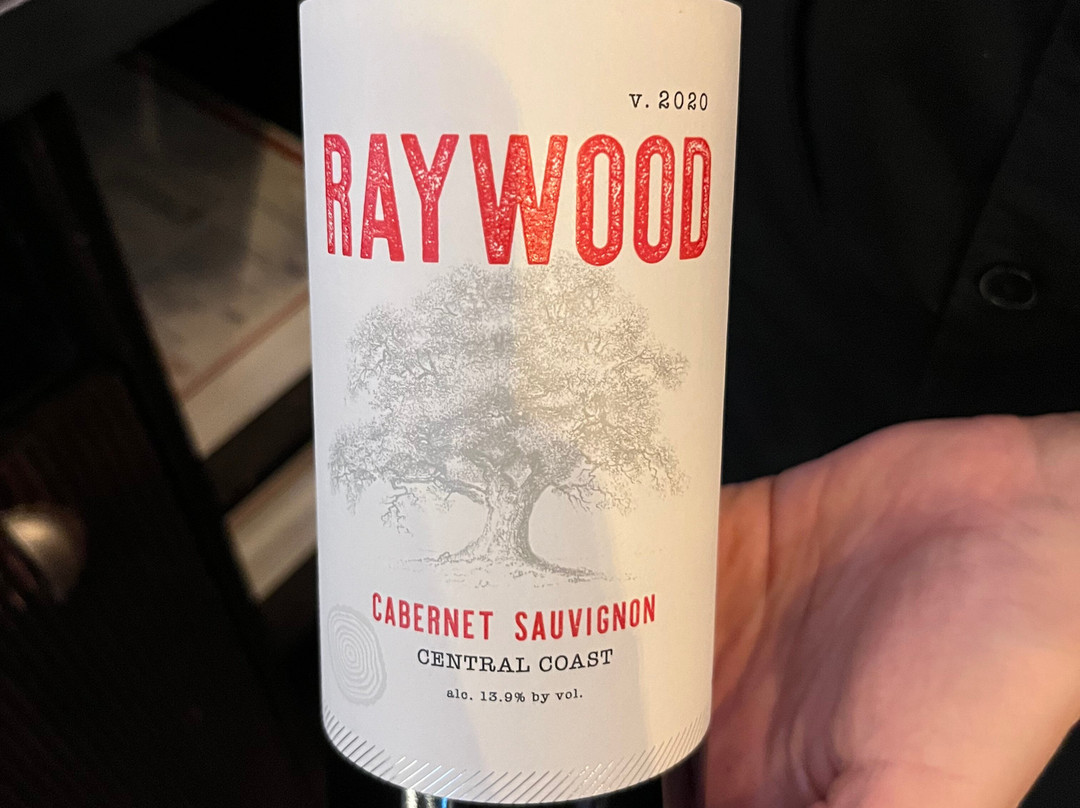 v. 2020
RAYWOOD
CABERNET SAUVIGNON
CENTRAL COAST
alc. 13.9% by vol.